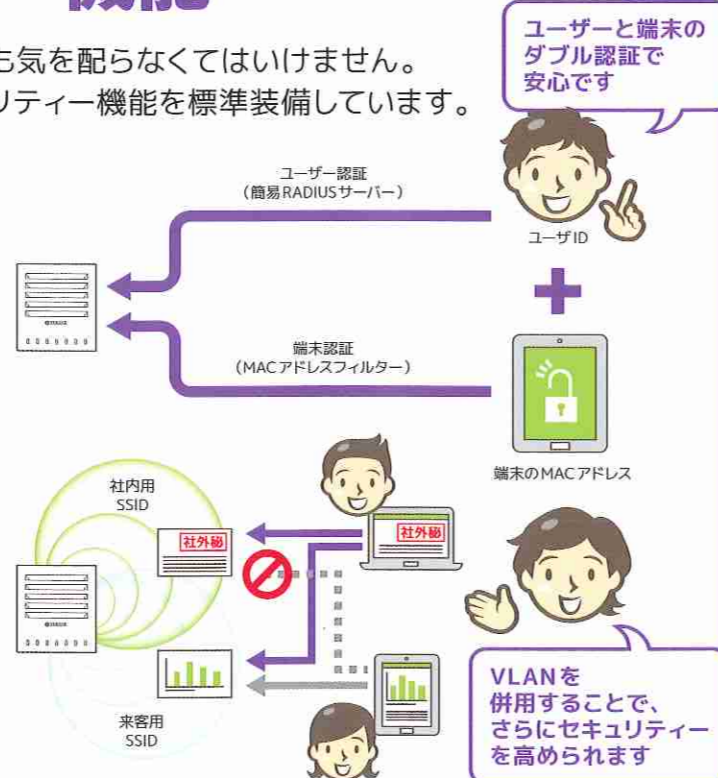 機能
も気を配らなくてはいけません。
リティー機能を標準装備しています。
ユーザーと端末の
ダブル認証で
安心です
ユーザー認証
（簡易RADIUSサーバー）
ユーザID
端末認証
（MACアドレスフィルター）
端末のMACアドレス
社内用
SSID
社外秘
社外秘
来客用
SSID
VLANを
併用することで、
さらにセキュリティー
を高められます